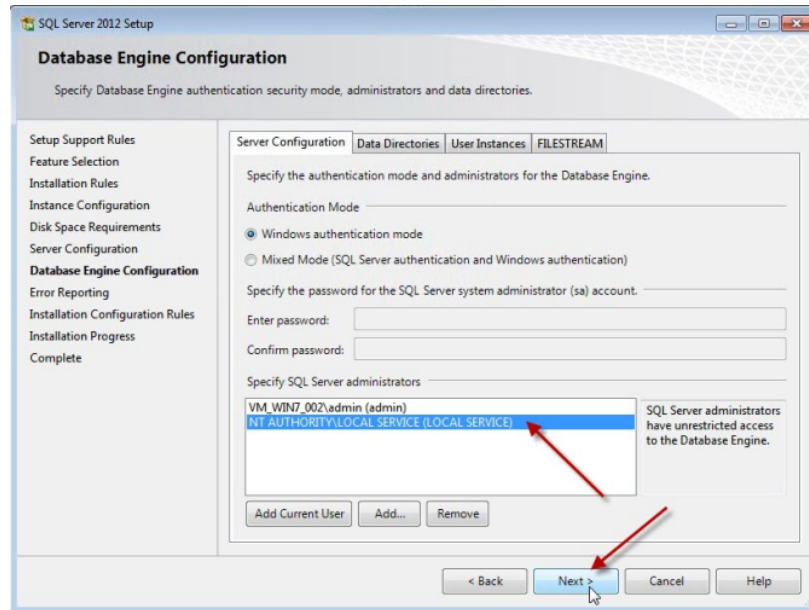 SQL Server 2012 Setup
Database Engine Configuration
Specify Database Engine authentication security mode, administrators and data directories.
Setup Support Rules
Feature Selection
Installation Rules
Instance Configuration
Disk Space Requirements
Server Configuration
Database Engine Configuration
Error Reporting
Installation Configuration Rules
Installation Progress
Complete
Server Configuration Data Directories User Instances FILESTREAM
Specify the authentication mode and administrators for the Database Engine.
Authentication Mode
Windows authentication mode
Mixed Mode (SQL Server authentication and Windows authentication)
Specify the password for the SQL Server system administrator (sa) account.
Enter password:
Confirm password:
Specify SQL Server administrators
VM_WIN7_002\admin (admin)
NT AUTHORITY\LOCAL SERVICE (LOCAL SERVICE)
SQL Server administrators
have unrestricted access
to the Database Engine.
Add Current User Add... Remove
< Back Next > Cancel Help